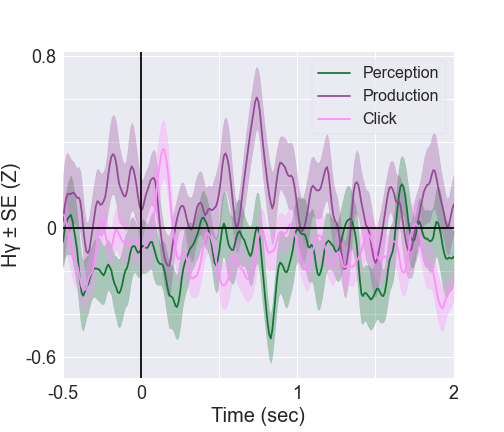 0.8
0
-0.6
Hγ ± SE (Z)
Perception
Production
Click
-0.5 0 1 2
Time (sec)